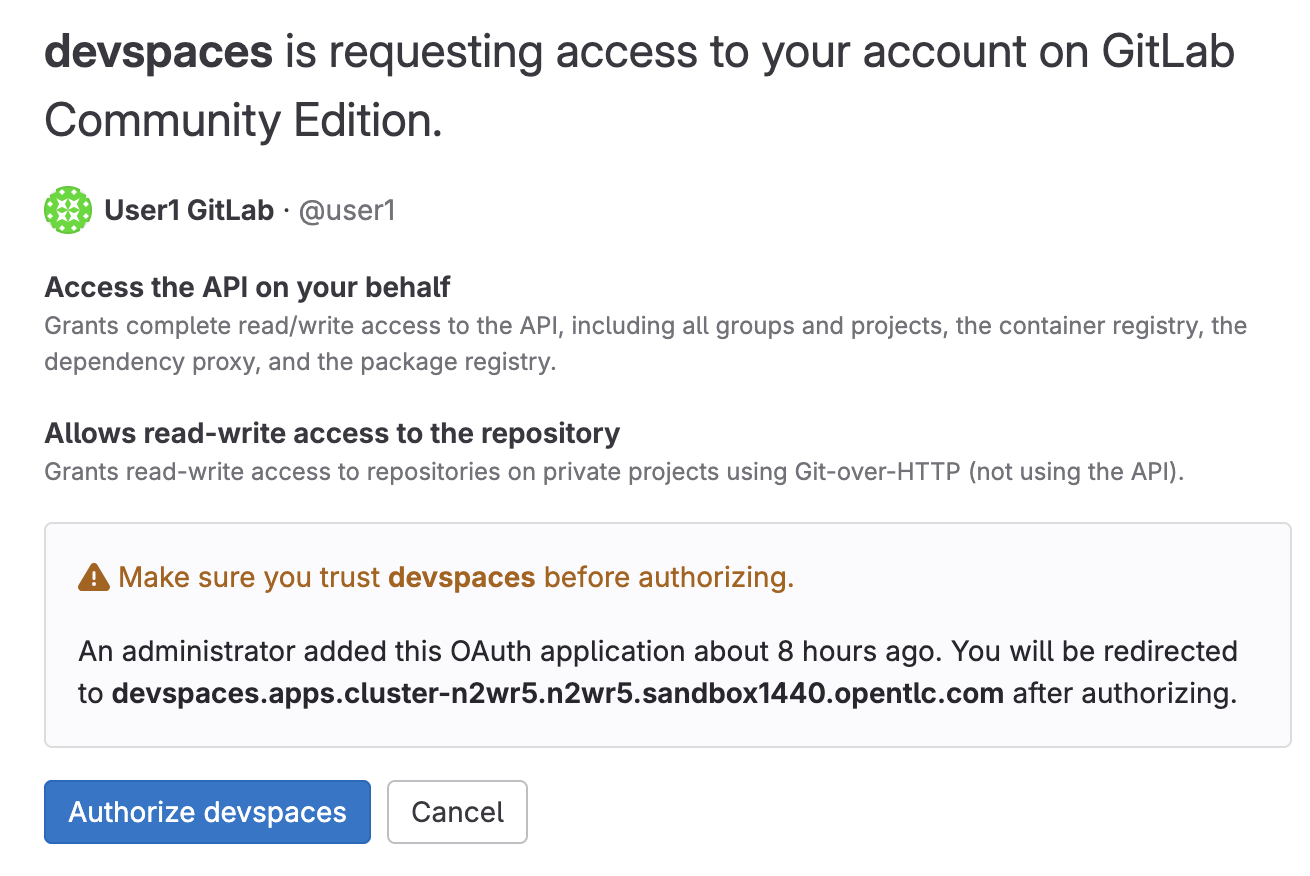 devspaces is requesting access to your account on GitLab
Community Edition.
User1 GitLab · @user1
Access the API on your behalf
Grants complete read/write access to the API, including all groups and projects, the container registry, the
dependency proxy, and the package registry.
Allows read-write access to the repository
Grants read-write access to repositories on private projects using Git-over-HTTP (not using the API).
Make sure you trust devspaces before authorizing.
An administrator added this OAuth application about 8 hours ago. You will be redirected
to devspaces.apps.cluster-n2wr5.n2wr5.sandbox1440.opentlc.com after authorizing.
Authorize devspaces Cancel